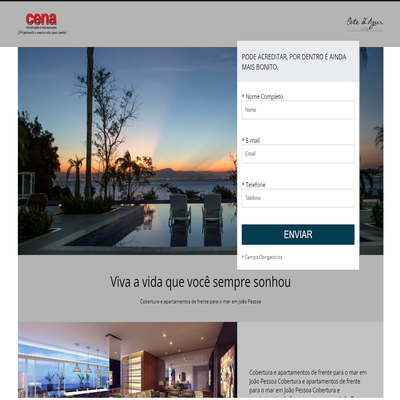 cena
Cote d'Azur
PODE ACREDITAR, POR DENTRO É AINDA
MAIS BONITO.
* Nome Completo
Nome
* E-mail
Email
* Telefone
Telefone
ENVIAR
* Campo Obrigatórios
Viva a vida que você sempre sonhou
Cobertura e apartamentos de frente para o mar em João Pessoa
Cobertura e apartamentos de frente para o mar em
João Pessoa Cobertura e apartamentos de frente
para o mar em João Pessoa Cobertura e